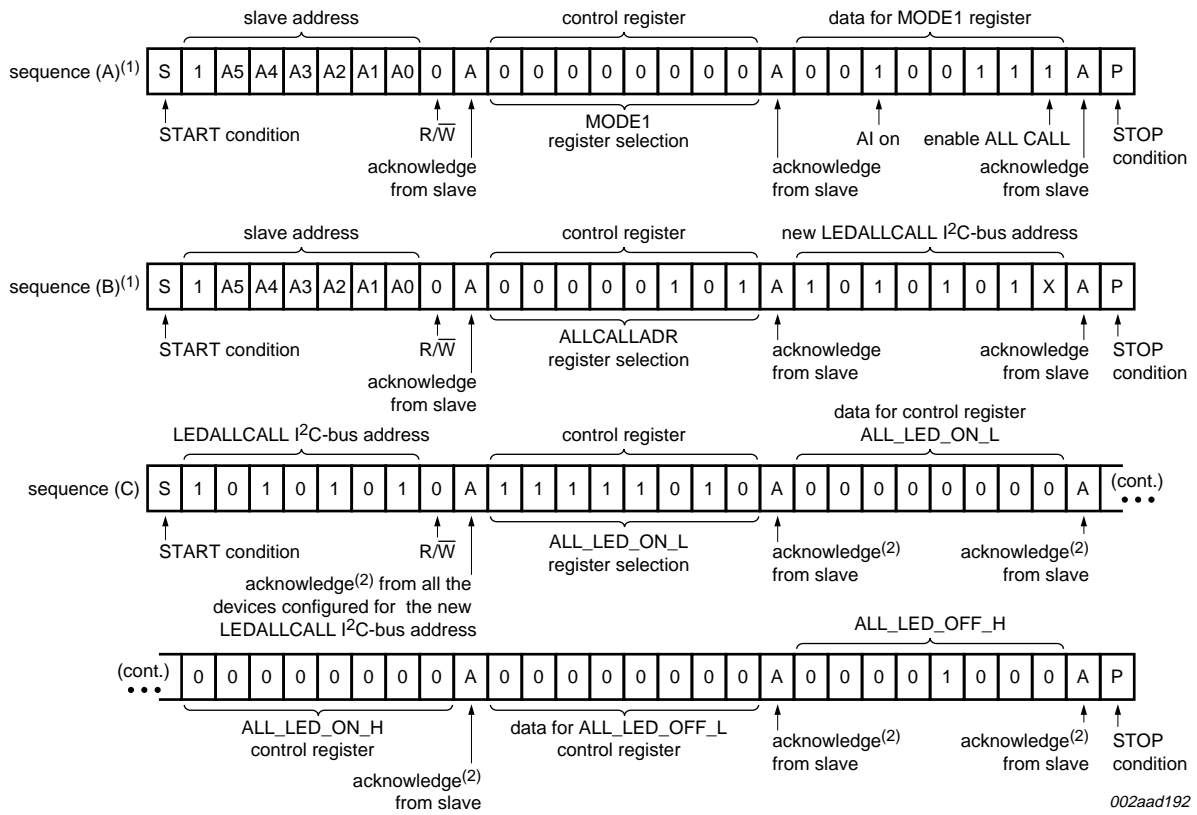 slave address control register data for MODE1 register
sequence (A)(1) S 1 A5 A4 A3 A2 A1 A0 0 A 0 0 0 0 0 0 0 0 A 0 0 1 0 0 1 1 1 A P
START condition R/W MODE1 AI on enable ALL CALL STOP
register selection condition
acknowledge acknowledge acknowledge
from slave from slave from slave
slave address control register new LEDALLCALL I2C-bus address
sequence (B)(1) S 1 A5 A4 A3 A2 A1 A0 0 A 0 0 0 0 0 1 0 1 A 1 0 1 0 1 0 1 X A P
START condition R/W ALLCALLADR acknowledge acknowledge STOP
register selection from slave from slave condition
acknowledge
from slave
data for control register
LEDALLCALL I2C-bus address control register ALL_LED_ON_L
sequence (C) S 1 0 1 0 1 0 1 0 A 1 1 1 1 1 0 1 0 A 0 0 0 0 0 0 0 0 A (cont.)
START condition R/W ALL_LED_ON_L acknowledge(2) acknowledge(2)
register selection from slave from slave
acknowledge(2) from all the
devices configured for the new
LEDALLCALL I2C-bus address
ALL_LED_OFF_H
(cont.) 0 0 0 0 0 0 0 0 A 0 0 0 0 0 0 0 0 A 0 0 0 0 1 0 0 0 A P
ALL_LED_ON_H data for ALL_LED_OFF_L acknowledge(2) acknowledge(2) STOP
control register control register from slave from slave condition
acknowledge(2)
from slave
002aad192